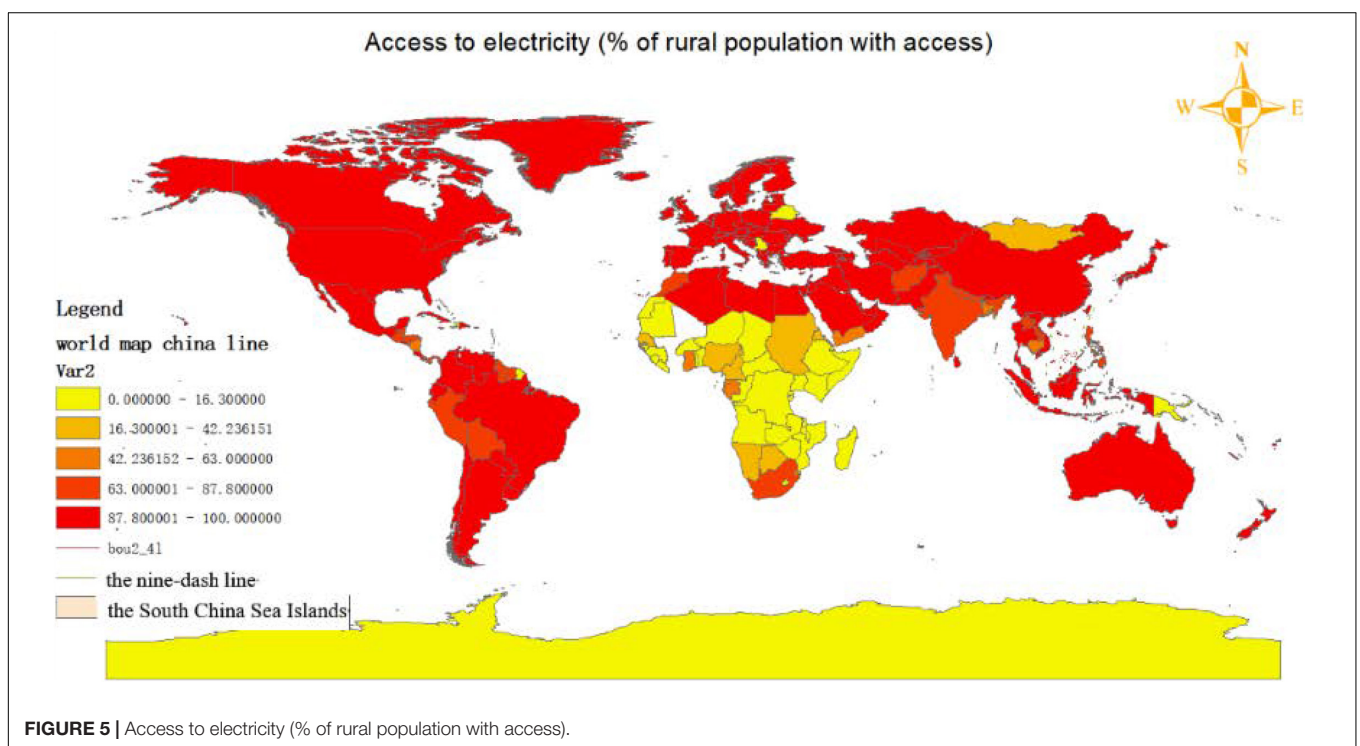 Access to electricity (% of rural population with access)
N
W E
S
Legend
world map china line
Var2
0.000000 - 16.300000
16.300001 - 42.236151
42.236152 - 63.000000
63.000001 - 87.800000
87.800001 - 100.000000
bou2_4l
the nine-dash line
the South China Sea Islands
FIGURE 5 | Access to electricity (% of rural population with access).